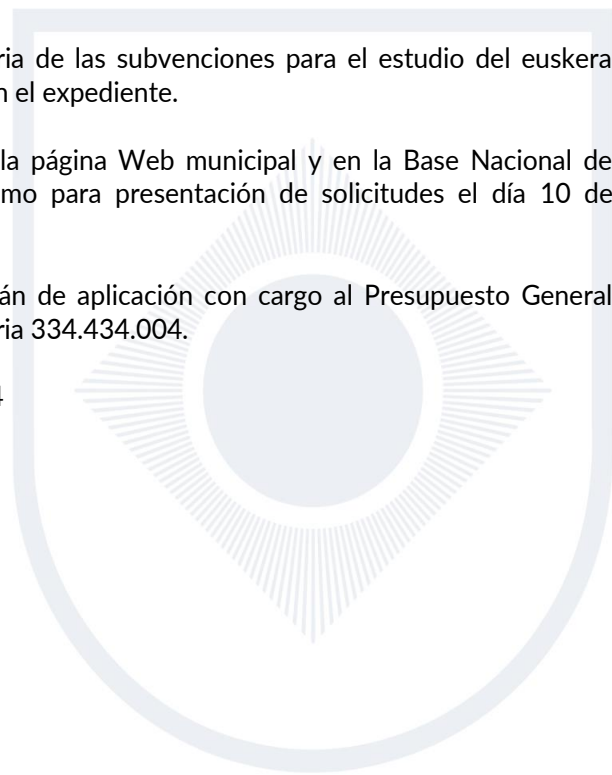 ria de las subvenciones para el estudio del euskera
n el expediente.
la página Web municipal y en la Base Nacional de
mo para presentación de solicitudes el día 10 de
án de aplicación con cargo al Presupuesto General
ria 334.434.004.
4